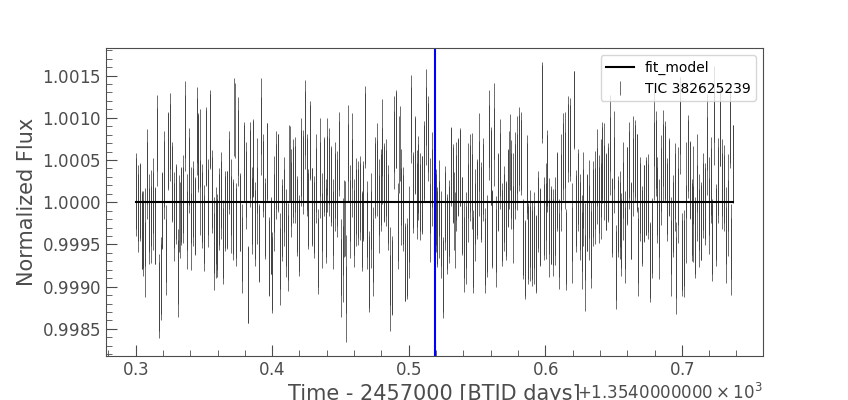 fit_model
TIC 382625239
Normalized Flux
1.0015
1.0010
1.0005
1.0000
0.9995
0.9990
0.9985
0.3 0.4 0.5 0.6 0.7
Time - 2457000 [BTJD days]
+1.3540000000 × 10³